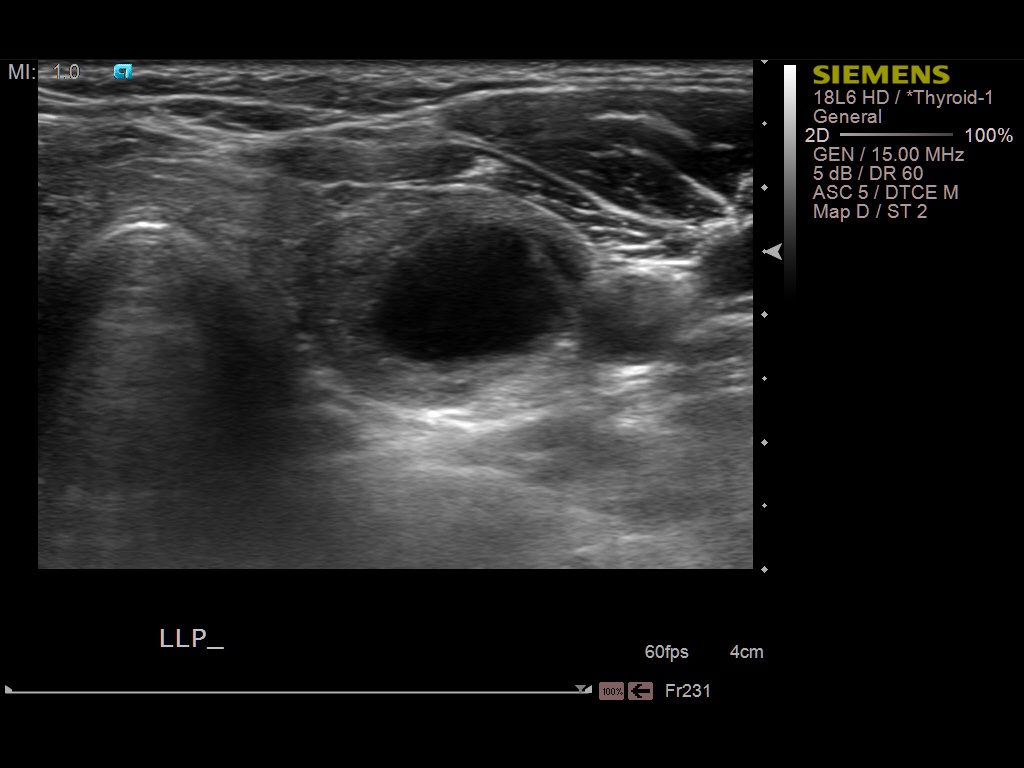 MI: 1.0
SIEMENS
18L6 HD / *Thyroid-1
General
2D 100%
GEN / 15.00 MHz
5 dB / DR 60
ASC 5 / DTCE M
Map D / ST 2
LLP_
60fps 4cm
100% Fr231